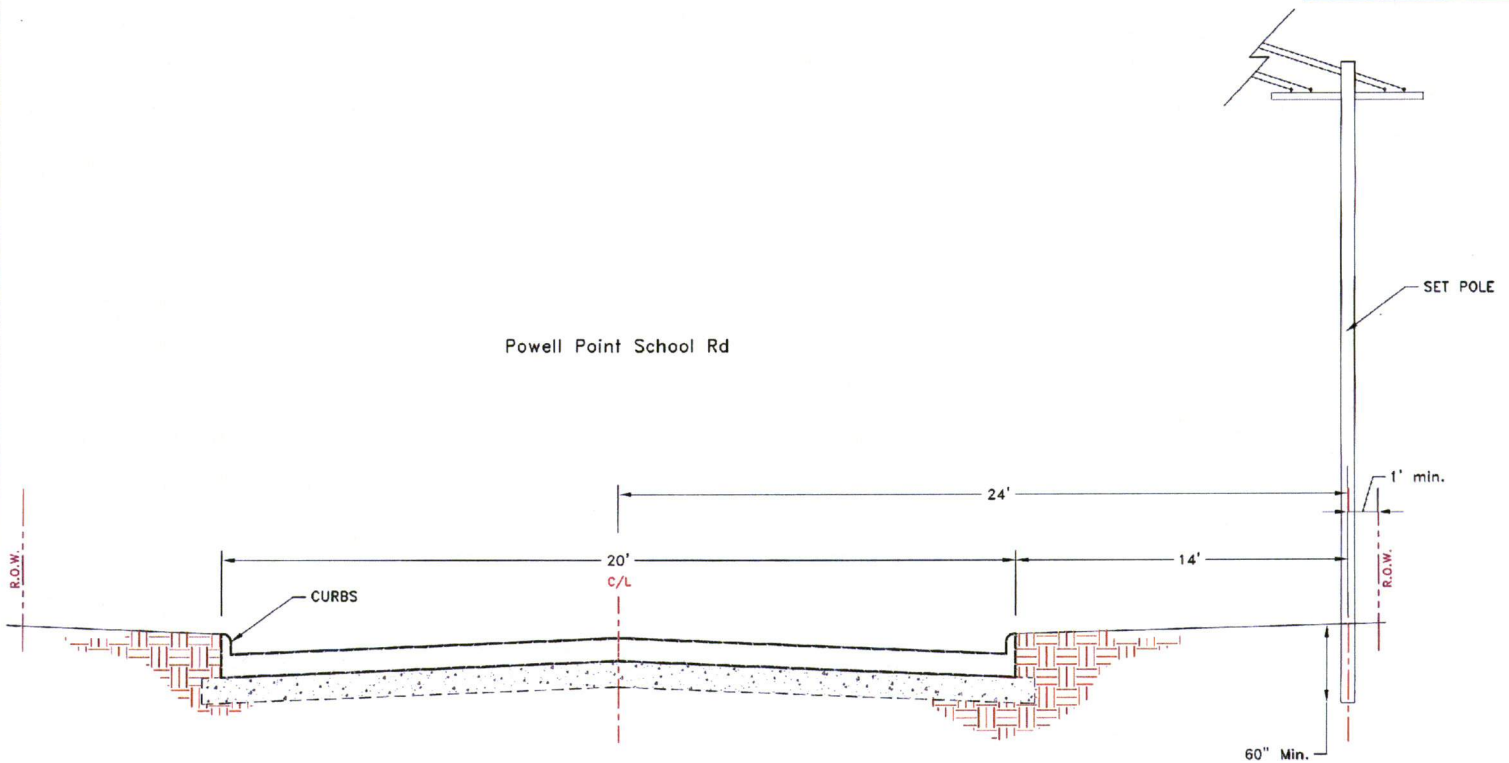 SET POLE
Powell Point School Rd
1' min.
24'
20'
14'
C/L
R.O.W.
R.O.W.
CURBS
60" Min.